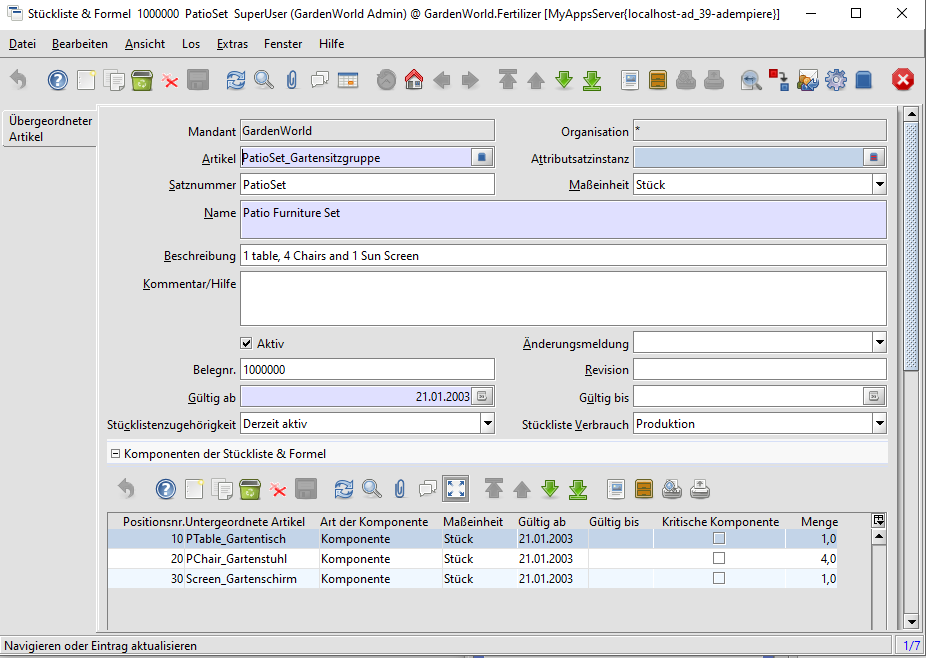 Stückliste & Formel 1000000 PatioSet SuperUser (GardenWorld Admin) @ GardenWorld.Fertilizer [MyAppsServer{localhost-ad_39-adempiere}]
Datei Bearbeiten Ansicht Los Extras Fenster Hilfe
Übergeordneter
Artikel
Mandant GardenWorld Organisation *
Artikel PatioSet_Gartensitzgruppe Attributsatzinstanz
Satznummer PatioSet Maßeinheit Stück
Name Patio Furniture Set
Beschreibung 1 table, 4 Chairs and 1 Sun Screen
Kommentar/Hilfe
Aktiv Änderungsmeldung
Belegnr. 1000000 Revision
Gültig ab 21.01.2003 Gültig bis
Stücklistenzugehörigkeit Derzeit aktiv Stückliste Verbrauch Produktion
Komponenten der Stückliste & Formel
Positionsnr. Untergeordnete Artikel Art der Komponente Maßeinheit Gültig ab Gültig bis Kritische Komponente Menge
10 PTable_Gartentisch Komponente Stück 21.01.2003 1,0
20 PChair_Gartenstuhl Komponente Stück 21.01.2003 4,0
30 Screen_Gartenschirm Komponente Stück 21.01.2003 1,0
Navigieren oder Eintrag aktualisieren 1/7